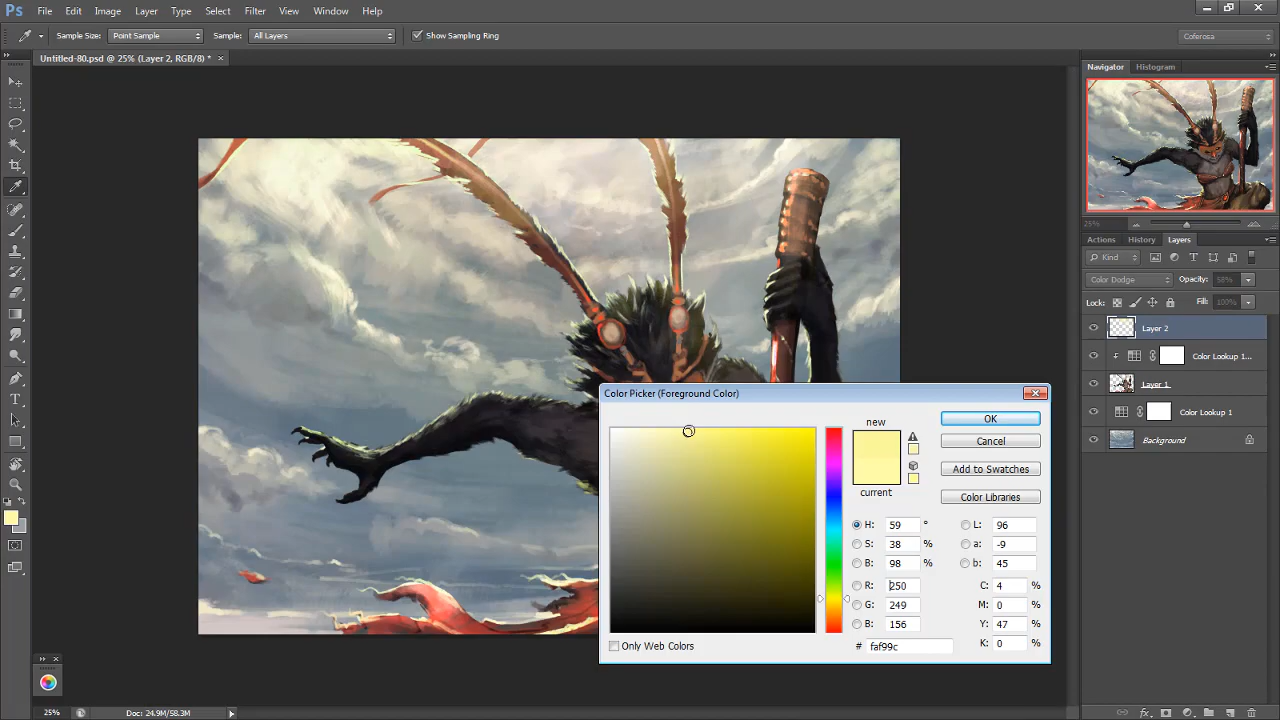 Ps File Edit Image Layer Type Select Filter View Window Help
Sample Size: Point Sample Sample: All Layers Show Sampling Ring Coferosa
Untitled-80.psd @ 25% (Layer 2, RGB/8) *
Navigator Histogram
25%
Actions History Layers
Kind
Color Dodge Opacity: 58%
Lock: Fill: 100%
Layer 2
Color Lookup 1...
Layer 1
Color Lookup 1
Background
Color Picker (Foreground Color)
new
current
OK
Cancel
Add to Swatches
Color Libraries
H: 59 ° L: 96
S: 38 % a: -9
B: 98 % b: 45
R: 250 C: 4 %
G: 249 M: 0 %
B: 156 Y: 47 %
# faf99c K: 0 %
Only Web Colors
25% Doc: 24.9M/58.3M